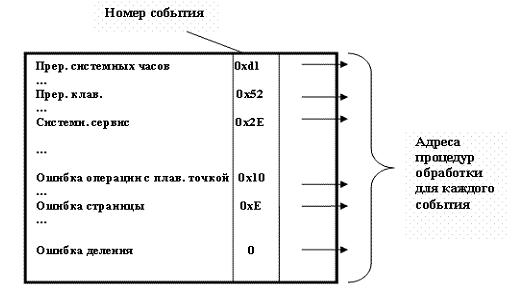 Номер события
Прер. системных часов 0xd1
...
Прер. клав. 0x52
...
Системн. сервис 0x2E
...
Ошибка операции с плав. точкой 0x10
...
Ошибка страницы 0xE
...
Ошибка деления 0
Адреса
процедур
обработки
для каждого
события